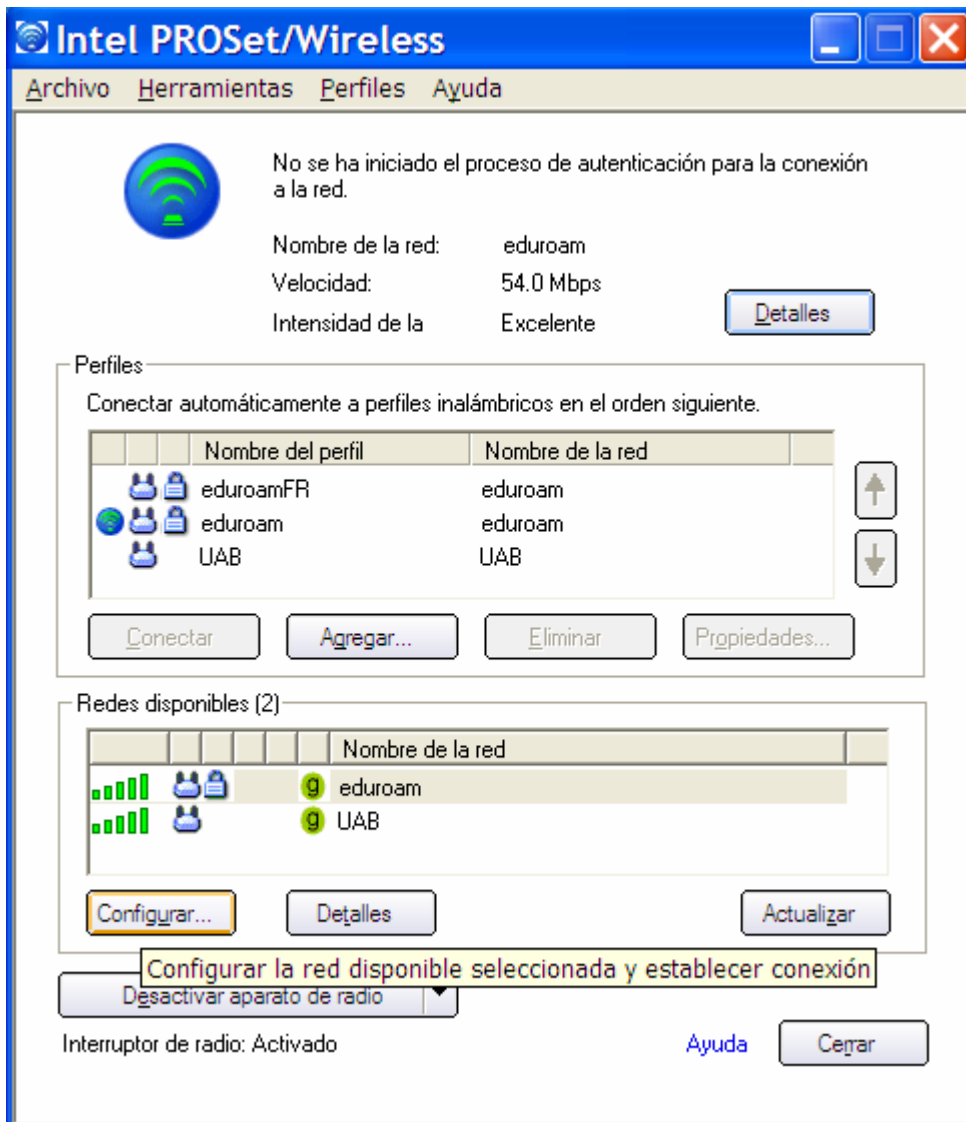 Intel PROSet/Wireless
Archivo Herramientas Perfiles Ayuda
No se ha iniciado el proceso de autenticación para la conexión
a la red.
Nombre de la red: eduroam
Velocidad: 54.0 Mbps
Intensidad de la Excelente
Detalles
Perfiles
Conectar automáticamente a perfiles inalámbricos en el orden siguiente.
Nombre del perfil Nombre de la red
eduroamFR eduroam
eduroam eduroam
UAB UAB
Conectar Agregar... Eliminar Propiedades...
Redes disponibles (2)
Nombre de la red
g eduroam
g UAB
Configurar... Detalles Actualizar
Configurar la red disponible seleccionada y establecer conexión
Desactivar aparato de radio
Interruptor de radio: Activado Ayuda Cerrar